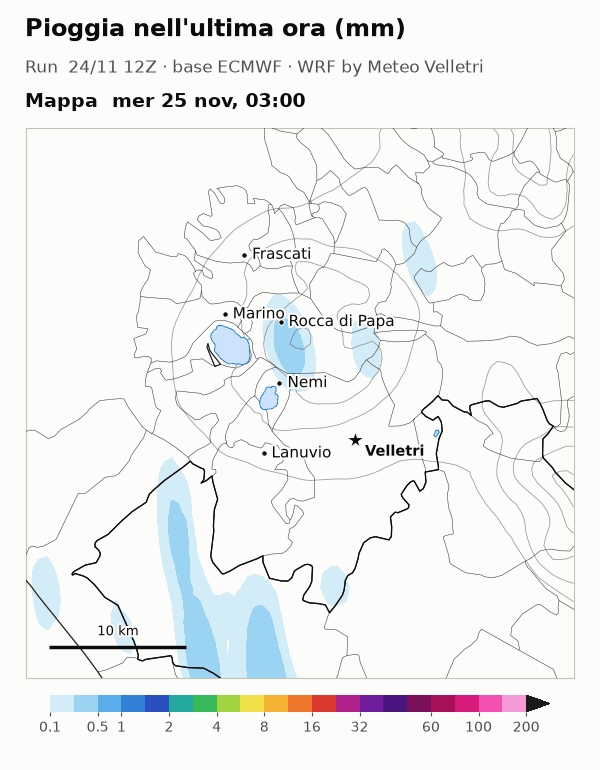 Pioggia nell'ultima ora (mm)
Run  24/11 12Z · base ECMWF · WRF by Meteo Velletri
Mappa  mer 25 nov, 03:00
Frascati
Marino
Rocca di Papa
Nemi
Velletri
Lanuvio
10 km
0.1 0.5 1 2 4 8 16 32 60 100 200